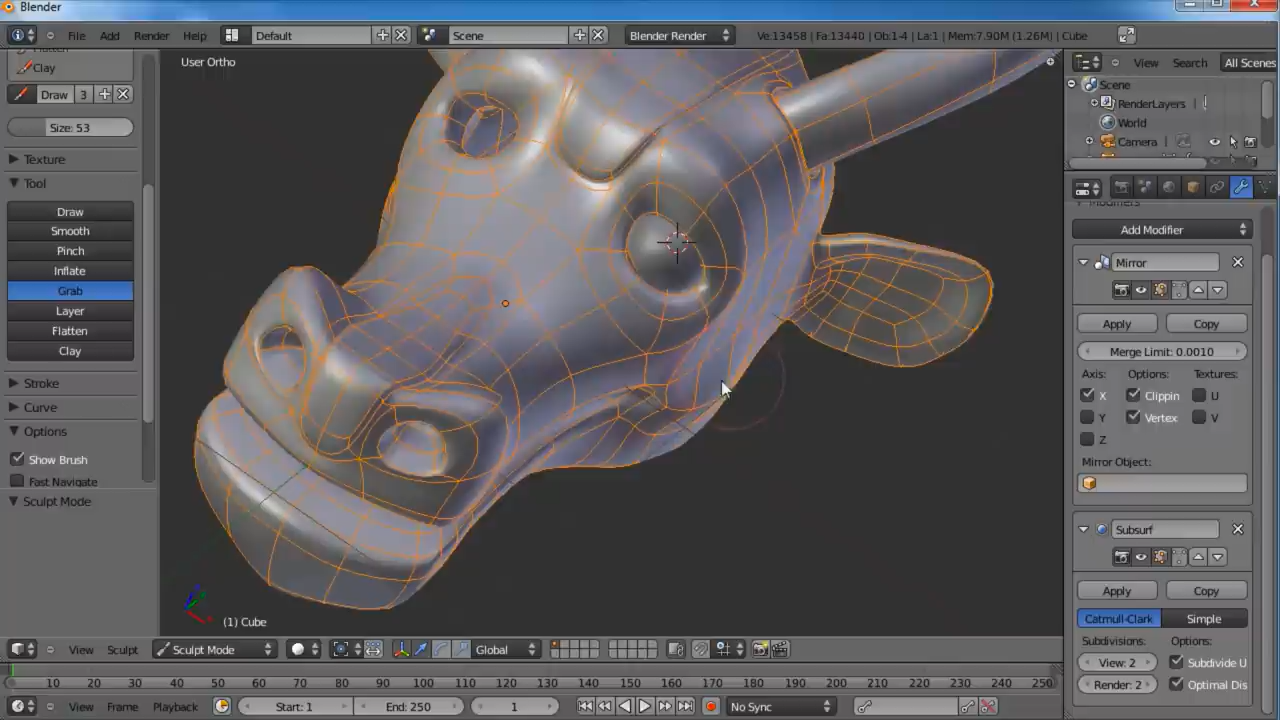 Blender
File Add Render Help Default Scene Blender Render Ve:13458 | Fa:13440 | Ob:1-4 | La:1 | Mem:7.90M (1.26M) | Cube
User Ortho
Clay
Draw 3
Size: 53
Texture
Tool
Draw
Smooth
Pinch
Inflate
Grab
Layer
Flatten
Clay
Stroke
Curve
Options
Show Brush
Fast Navigate
Sculpt Mode
(1) Cube
View Search All Scenes
Scene
RenderLayers
World
Camera
Modifiers
Add Modifier
Mirror
Apply Copy
Merge Limit: 0.0010
Axis: Options: Textures:
X Clippin U
Y Vertex V
Z
Mirror Object:
Subsurf
Apply Copy
Catmull-Clark Simple
Subdivisions: Options:
View: 2 Subdivide U
Render: 2 Optimal Dis
View Sculpt Sculpt Mode Global
10 20 30 40 50 60 70 80 90 100 110 120 130 140 150 160 170 180 190 200 210 220 230 240 250
View Frame Playback Start: 1 End: 250 1 No Sync